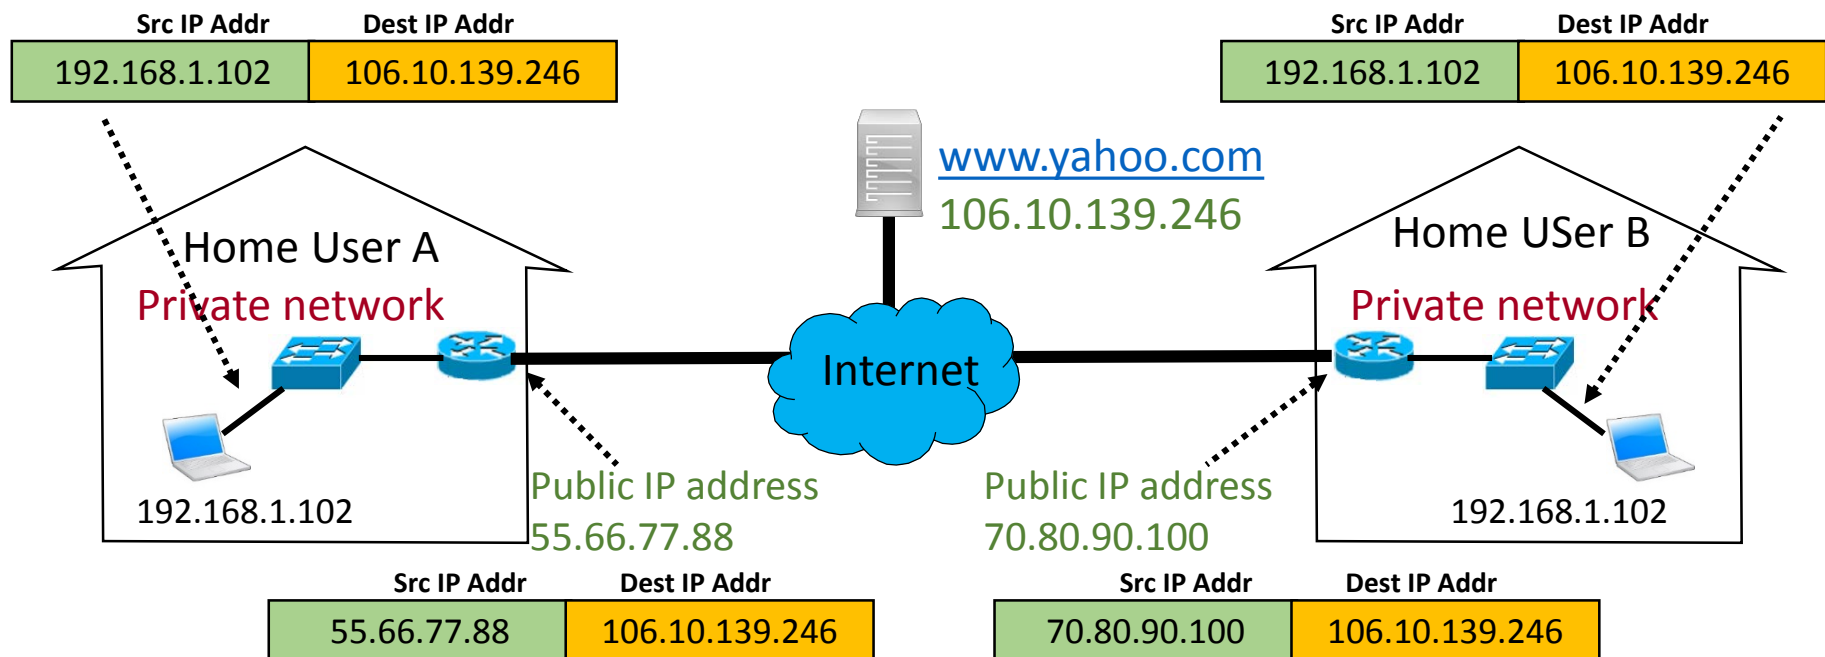 Src IP Addr Dest IP Addr
192.168.1.102 106.10.139.246
Src IP Addr Dest IP Addr
192.168.1.102 106.10.139.246
www.yahoo.com
106.10.139.246
Home User A
Private network
Home USer B
Private network
Internet
192.168.1.102
Public IP address
55.66.77.88
Public IP address
70.80.90.100
192.168.1.102
Src IP Addr Dest IP Addr
55.66.77.88 106.10.139.246
Src IP Addr Dest IP Addr
70.80.90.100 106.10.139.246